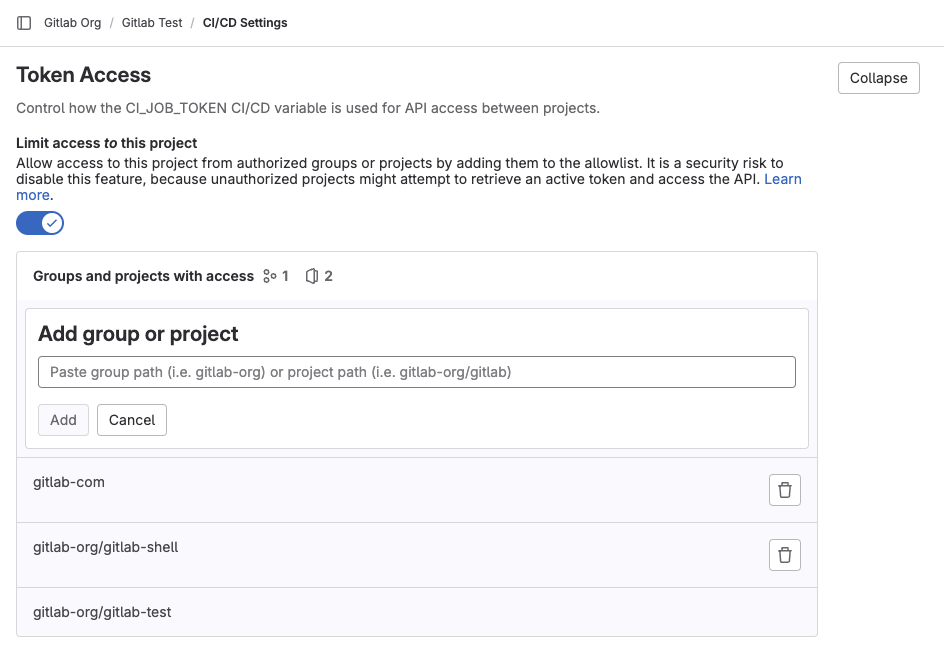 Gitlab Org / Gitlab Test / CI/CD Settings
Token Access
Collapse
Control how the CI_JOB_TOKEN CI/CD variable is used for API access between projects.
Limit access to this project
Allow access to this project from authorized groups or projects by adding them to the allowlist. It is a security risk to
disable this feature, because unauthorized projects might attempt to retrieve an active token and access the API. Learn
more.
Groups and projects with access 1 2
Add group or project
Paste group path (i.e. gitlab-org) or project path (i.e. gitlab-org/gitlab)
Add Cancel
gitlab-com
gitlab-org/gitlab-shell
gitlab-org/gitlab-test